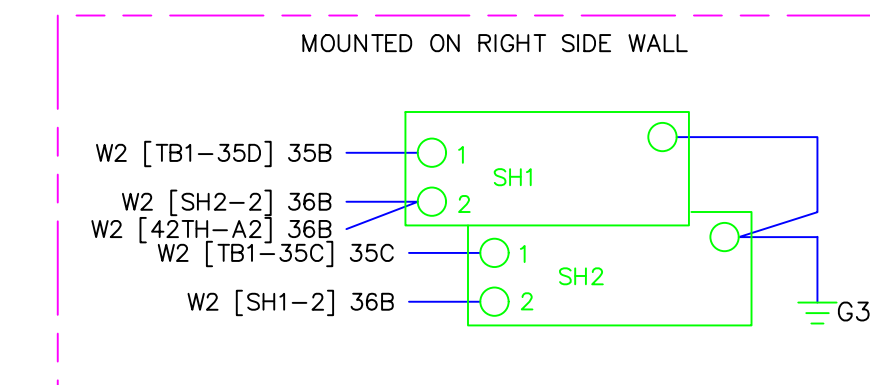 MOUNTED ON RIGHT SIDE WALL
W2 [TB1-35D] 35B
1
SH1
W2 [SH2-2] 36B
2
W2 [42TH-A2] 36B
W2 [TB1-35C] 35C
1
SH2
W2 [SH1-2] 36B
2
G3